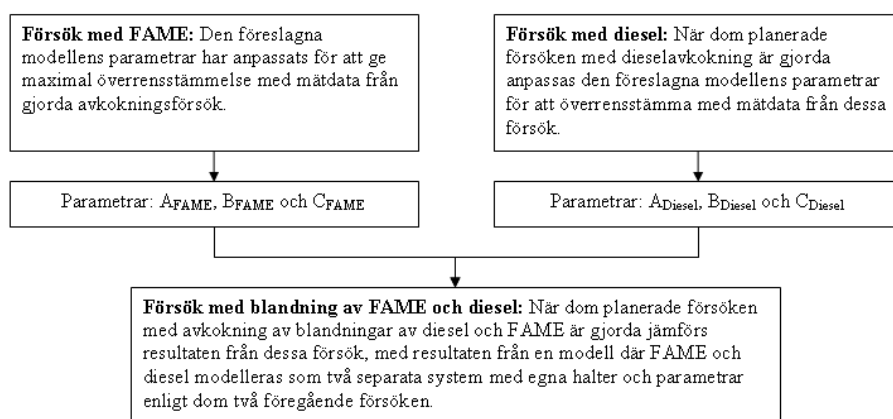 Försök med FAME: Den föreslagna
modellens parametrar har anpassats för att ge
maximal överrensstämmelse med mätdata från
gjorda avkokningsförsök.
Försök med diesel: När dom planerade
försöken med dieselavkokning är gjorda
anpassas den föreslagna modellens parametrar
för att överrensstämma med mätdata från dessa
försök.
Parametrar: AFAME, BFAME och CFAME
Parametrar: ADiesel, BDiesel och CDiesel
Försök med blandning av FAME och diesel: När dom planerade försöken
med avkokning av blandningar av diesel och FAME är gjorda jämförs
resultaten från dessa försök, med resultaten från en modell där FAME och
diesel modelleras som två separata system med egna halter och parametrar
enligt dom två föregående försöken.